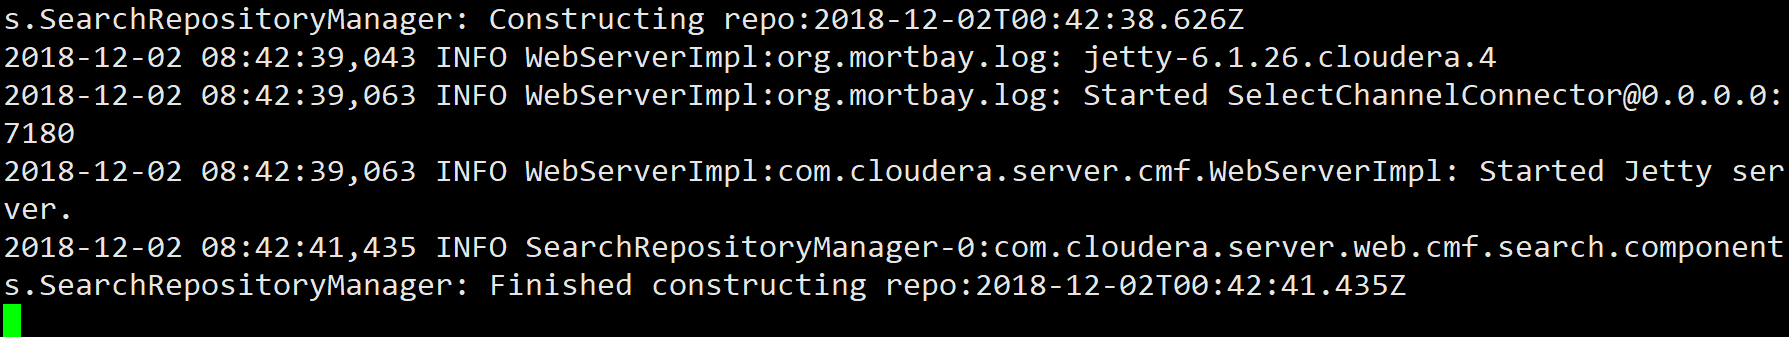 s.SearchRepositoryManager: Constructing repo:2018-12-02T00:42:38.626Z
2018-12-02 08:42:39,043 INFO WebServerImpl:org.mortbay.log: jetty-6.1.26.cloudera.4
2018-12-02 08:42:39,063 INFO WebServerImpl:org.mortbay.log: Started SelectChannelConnector@0.0.0.0:
7180
2018-12-02 08:42:39,063 INFO WebServerImpl:com.cloudera.server.cmf.WebServerImpl: Started Jetty ser
ver.
2018-12-02 08:42:41,435 INFO SearchRepositoryManager-0:com.cloudera.server.web.cmf.search.component
s.SearchRepositoryManager: Finished constructing repo:2018-12-02T00:42:41.435Z